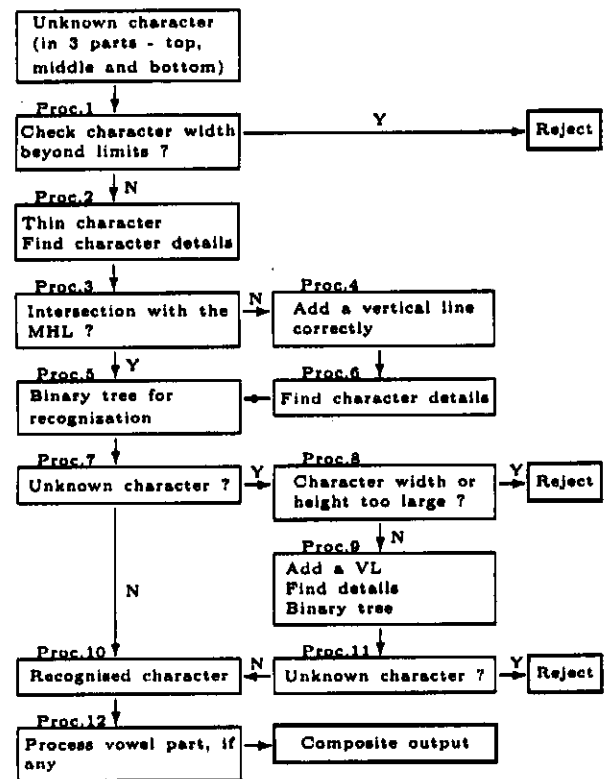 Unknown character
(in 3 parts - top,
middle and bottom)
Proc.1
Check character width
beyond limits ?
Y
Reject
N
Proc.2
Thin character
Find character details
Proc.3
Intersection with the
MHL ?
N
Proc.4
Add a vertical line
correctly
Y
Proc.5
Binary tree for
recognization
Proc.6
Find character details
Proc.7
Unknown character ?
Y
Proc.8
Character width or
height too large ?
Y
Reject
N
Proc.9
Add a VL
Find details
Binary tree
N
Proc.10
Recognised character
N
Proc.11
Unknown character ?
Y
Reject
Proc.12
Process vowel part, if
any
Composite output